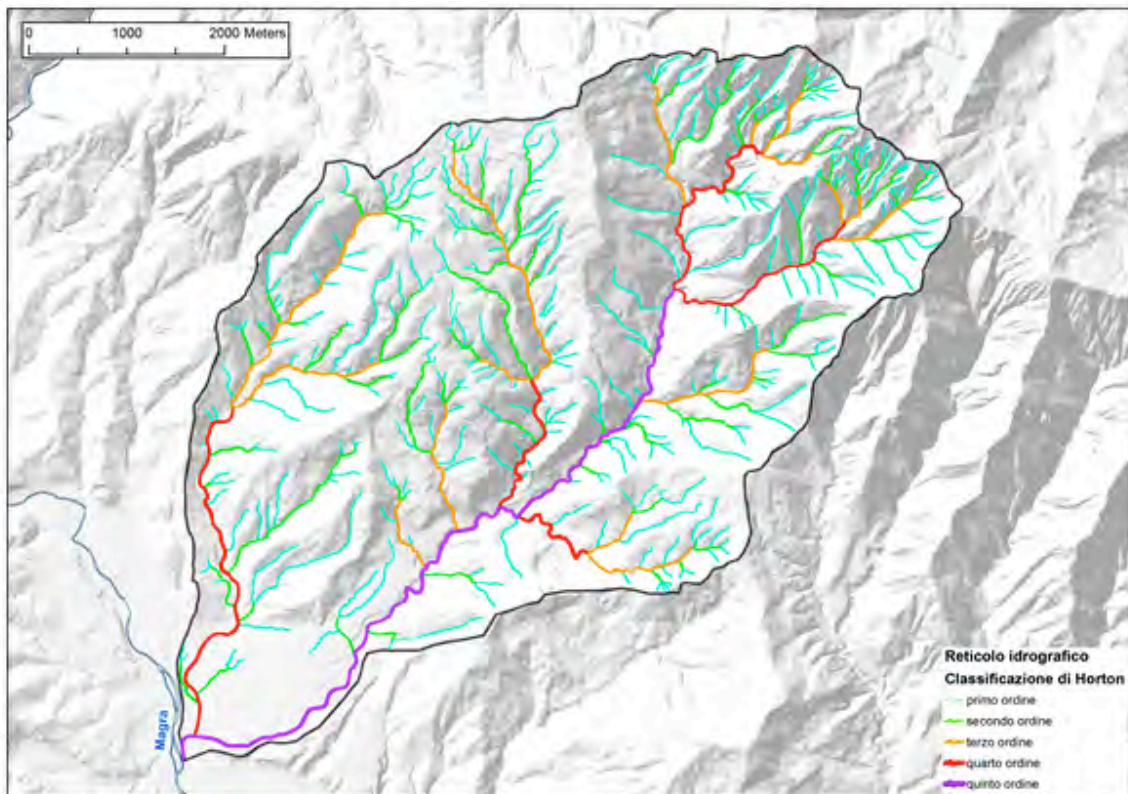 0 1000 2000 Meters
Magra
Reticolo idrografico
Classificazione di Horton
primo ordine
secondo ordine
terzo ordine
quarto ordine
quinto ordine